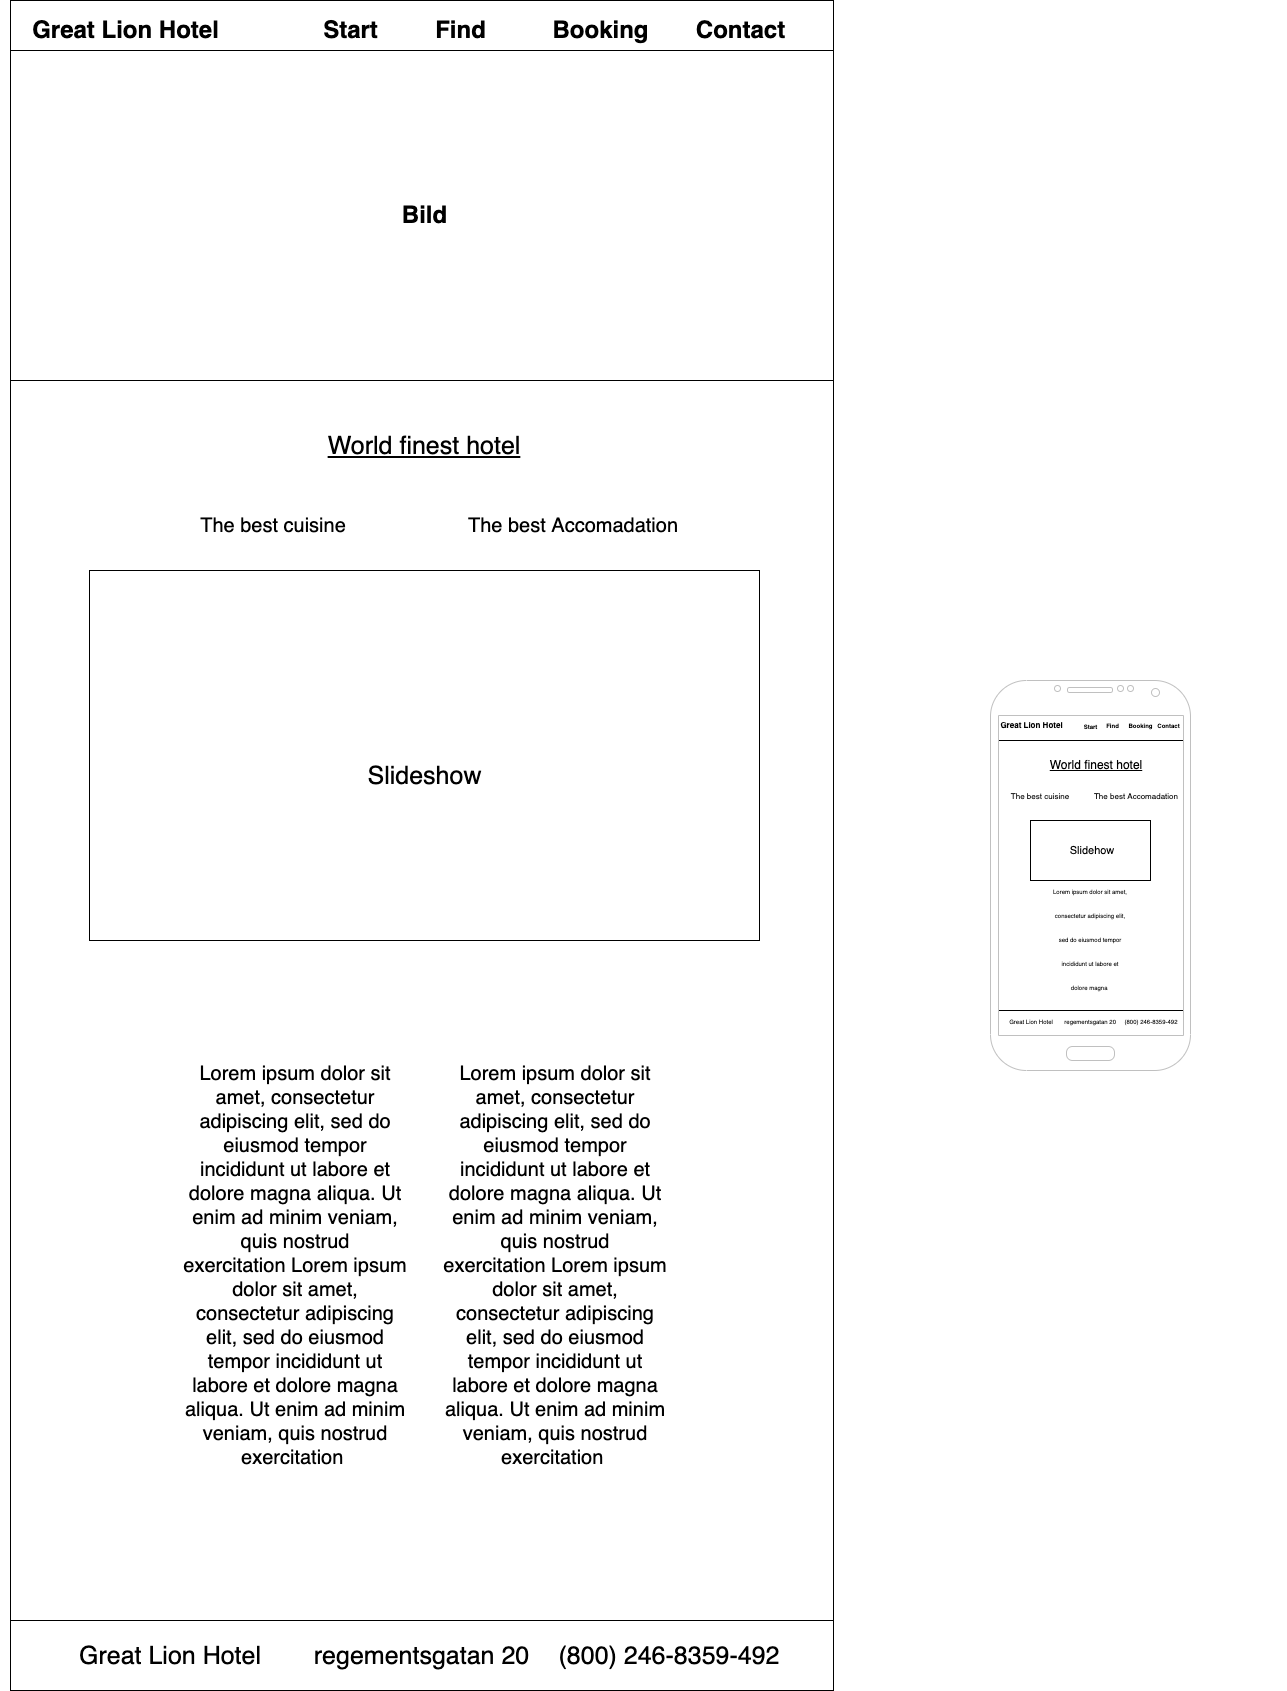 Great Lion Hotel Start Find Booking Contact
Bild
World finest hotel
The best cuisine The best Accomadation
Slideshow
Lorem ipsum dolor sit
amet, consectetur
adipiscing elit, sed do
eiusmod tempor
incididunt ut labore et
dolore magna aliqua. Ut
enim ad minim veniam,
quis nostrud
exercitation Lorem ipsum
dolor sit amet,
consectetur adipiscing
elit, sed do eiusmod
tempor incididunt ut
labore et dolore magna
aliqua. Ut enim ad minim
veniam, quis nostrud
exercitation
Lorem ipsum dolor sit
amet, consectetur
adipiscing elit, sed do
eiusmod tempor
incididunt ut labore et
dolore magna aliqua. Ut
enim ad minim veniam,
quis nostrud
exercitation Lorem ipsum
dolor sit amet,
consectetur adipiscing
elit, sed do eiusmod
tempor incididunt ut
labore et dolore magna
aliqua. Ut enim ad minim
veniam, quis nostrud
exercitation
Great Lion Hotel regementsgatan 20 (800) 246-8359-492
Great Lion Hotel Start Find Booking Contact
World finest hotel
The best cuisine The best Accomadation
Slidehow
Lorem ipsum dolor sit amet,
consectetur adipiscing elit,
sed do eiusmod tempor
incididunt ut labore et
dolore magna
Great Lion Hotel regementsgatan 20 (800) 246-8359-492